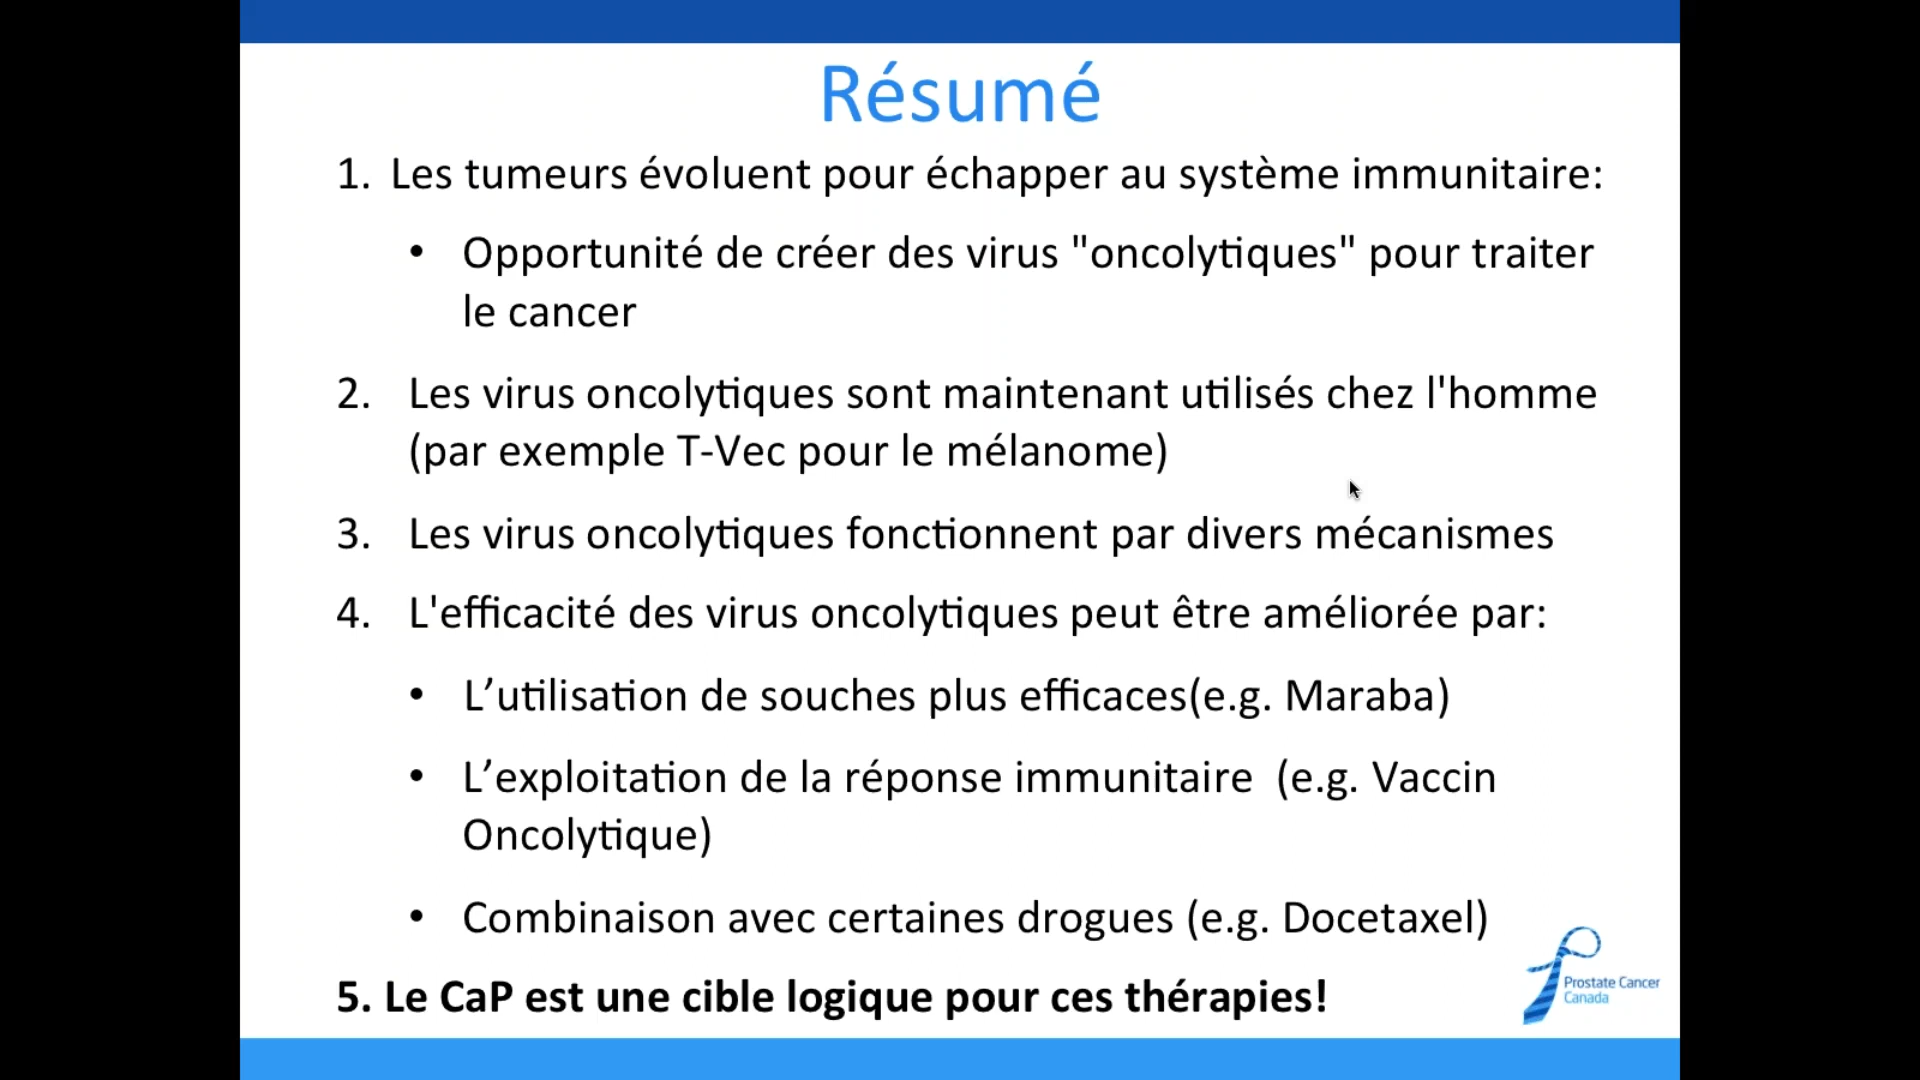 Résumé
1. Les tumeurs évoluent pour échapper au système immunitaire:
• Opportunité de créer des virus "oncolytiques" pour traiter
le cancer
2. Les virus oncolytiques sont maintenant utilisés chez l'homme
(par exemple T-Vec pour le mélanome)
3. Les virus oncolytiques fonctionnent par divers mécanismes
4. L'efficacité des virus oncolytiques peut être améliorée par:
• L’utilisation de souches plus efficaces(e.g. Maraba)
• L’exploitation de la réponse immunitaire (e.g. Vaccin
Oncolytique)
• Combinaison avec certaines drogues (e.g. Docetaxel)
5. Le CaP est une cible logique pour ces thérapies!
Prostate Cancer
Canada